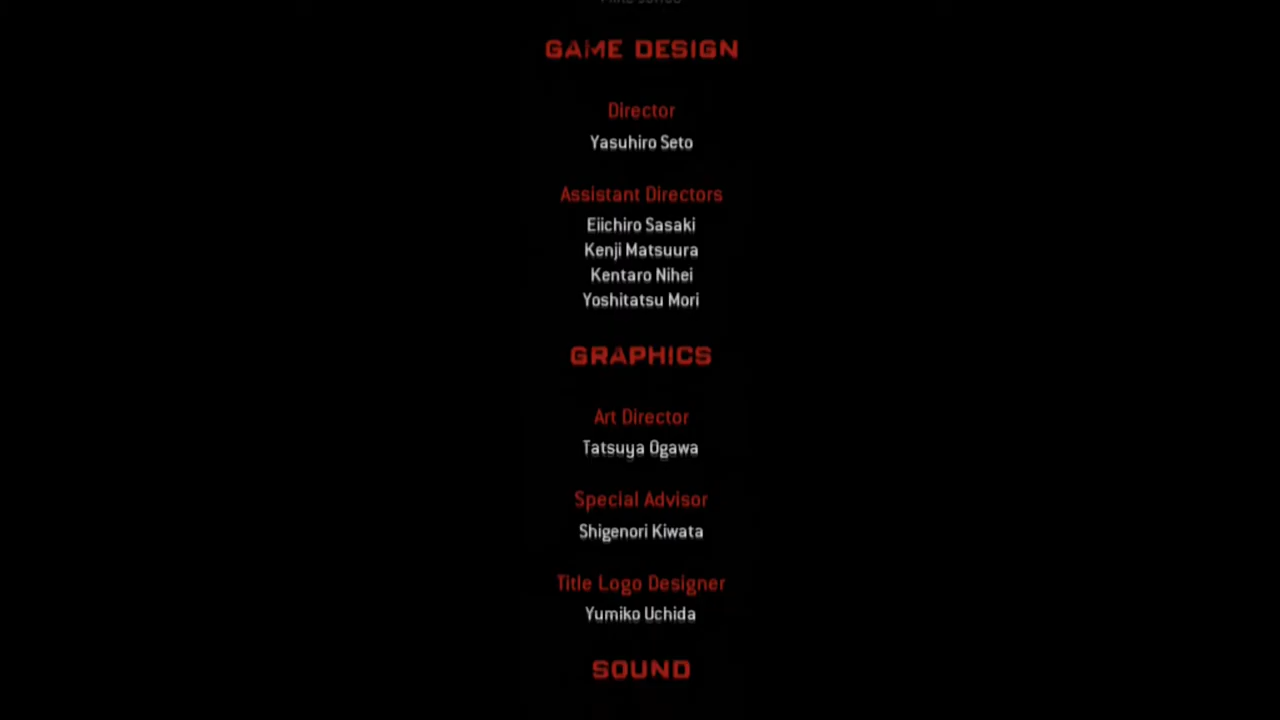 GAME DESIGN
Director
Yasuhiro Seto
Assistant Directors
Eiichiro Sasaki
Kenji Matsuura
Kentaro Nihei
Yoshitatsu Mori
GRAPHICS
Art Director
Tatsuya Ogawa
Special Advisor
Shigenori Kiwata
Title Logo Designer
Yumiko Uchida
SOUND